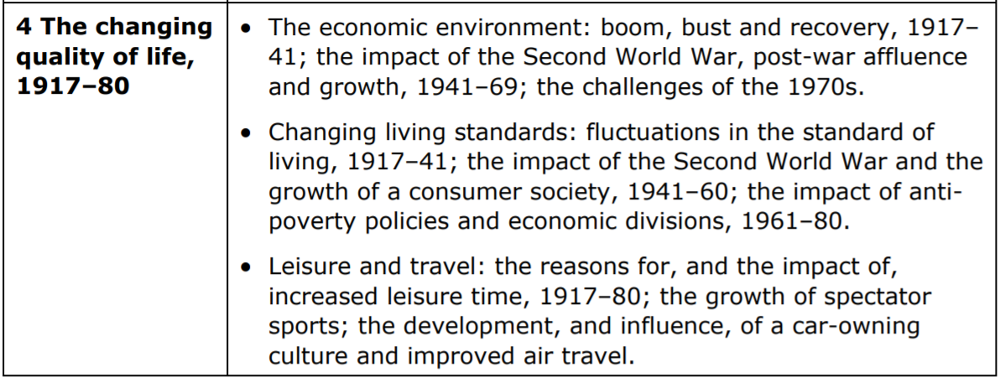 4 The changing
quality of life,
1917–80
• The economic environment: boom, bust and recovery, 1917–
41; the impact of the Second World War, post-war affluence
and growth, 1941–69; the challenges of the 1970s.
• Changing living standards: fluctuations in the standard of
living, 1917–41; the impact of the Second World War and the
growth of a consumer society, 1941–60; the impact of anti-
poverty policies and economic divisions, 1961–80.
• Leisure and travel: the reasons for, and the impact of,
increased leisure time, 1917–80; the growth of spectator
sports; the development, and influence, of a car-owning
culture and improved air travel.